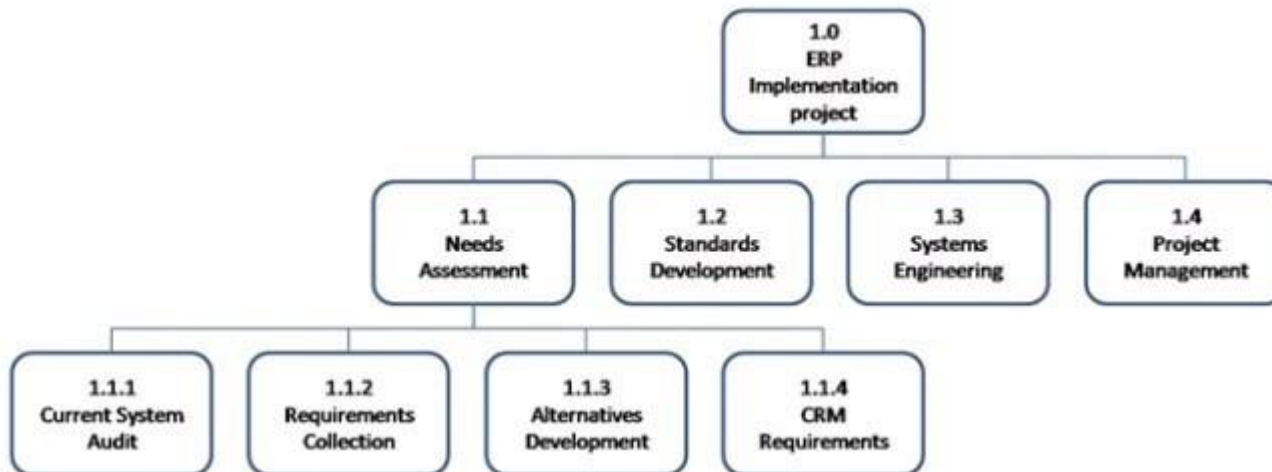 1.0
ERP
Implementation
project
1.1
Needs
Assessment
1.2
Standards
Development
1.3
Systems
Engineering
1.4
Project
Management
1.1.1
Current System
Audit
1.1.2
Requirements
Collection
1.1.3
Alternatives
Development
1.1.4
CRM
Requirements